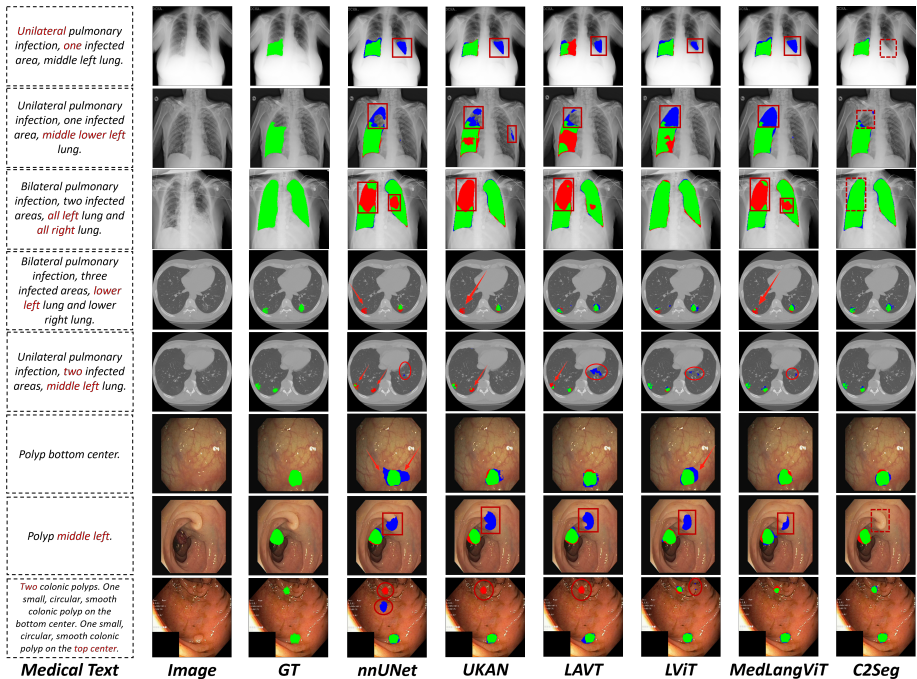 Unilateral pulmonary
infection, one infected
area, middle left lung.
Unilateral pulmonary
infection, one infected
area, middle lower left
lung.
Bilateral pulmonary
infection, two infected
areas, all left lung and
all right lung.
Bilateral pulmonary
infection, three
infected areas, lower
left lung and lower
right lung.
Unilateral pulmonary
infection, two infected
areas, middle left lung.
Polyp bottom center.
Polyp middle left.
Two colonic polyps. One
small, circular, smooth
colonic polyp on the
bottom center. One small,
circular, smooth colonic
polyp on the top center.
Medical Text Image GT nnUNet UKAN LAVT LViT MedLangViT C2Seg